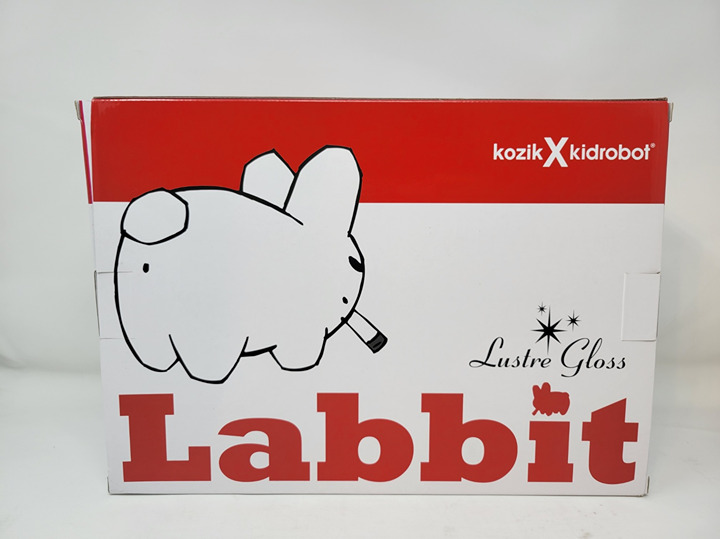 kozik X kidrobot®
Lustre Gloss
Labbit